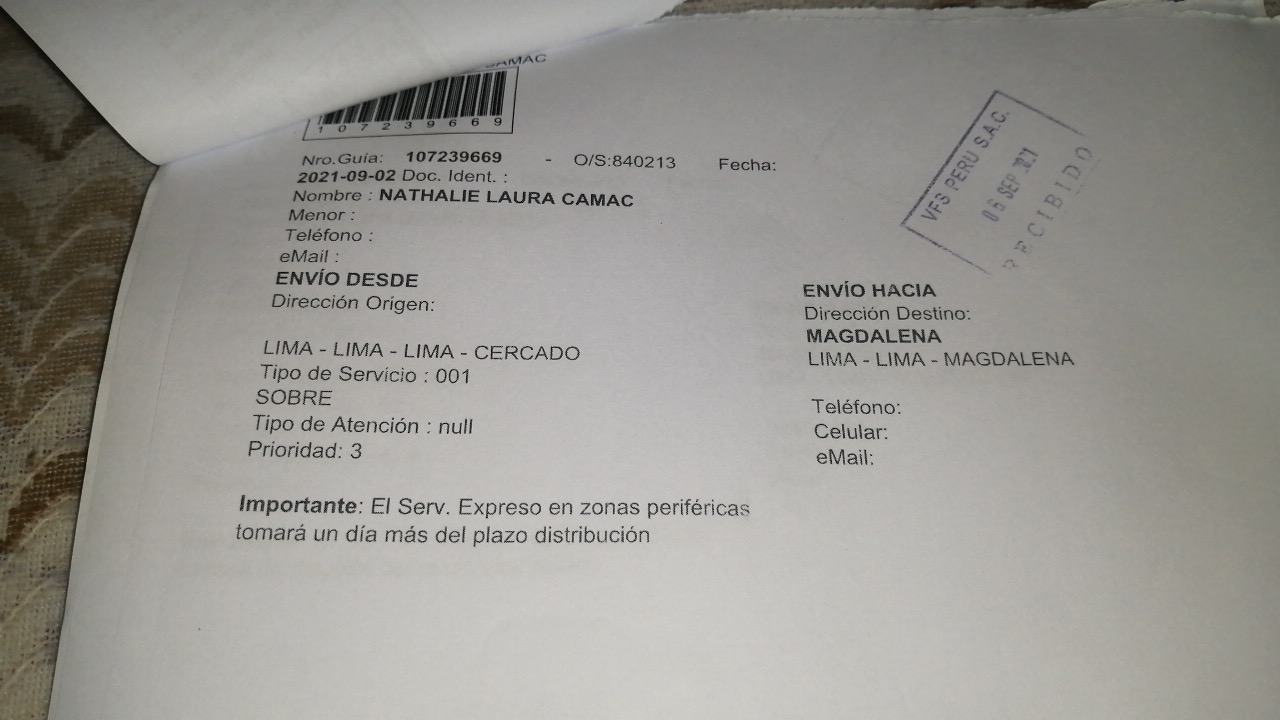 CAMAC
107239669
Nro.Guía: 107239669 - O/S:840213 Fecha:
2021-09-02 Doc. Ident. :
Nombre : NATHALIE LAURA CAMAC
Menor :
Teléfono :
eMail :
ENVÍO DESDE
Dirección Origen:
LIMA - LIMA - LIMA - CERCADO
Tipo de Servicio : 001
SOBRE
Tipo de Atención : null
Prioridad: 3
ENVÍO HACIA
Dirección Destino:
MAGDALENA
LIMA - LIMA - MAGDALENA
Teléfono:
Celular:
eMail:
Importante: El Serv. Expreso en zonas periféricas
tomará un día más del plazo distribución
VFS PERU S.A.C.
06 SEP 2021
RECIBIDO